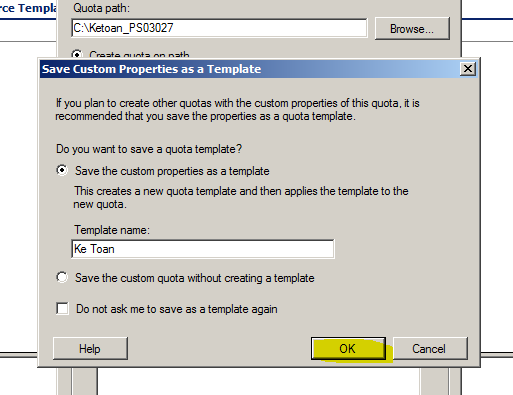 rce Templa
Quota path:
C:\Ketoan_PS03027
Browse...
Create quota on path
Save Custom Properties as a Template
If you plan to create other quotas with the custom properties of this quota, it is
recommended that you save the properties as a quota template.
Do you want to save a quota template?
Save the custom properties as a template
This creates a new quota template and then applies the template to the
new quota.
Template name:
Ke Toan
Save the custom quota without creating a template
Do not ask me to save as a template again
Help
OK
Cancel